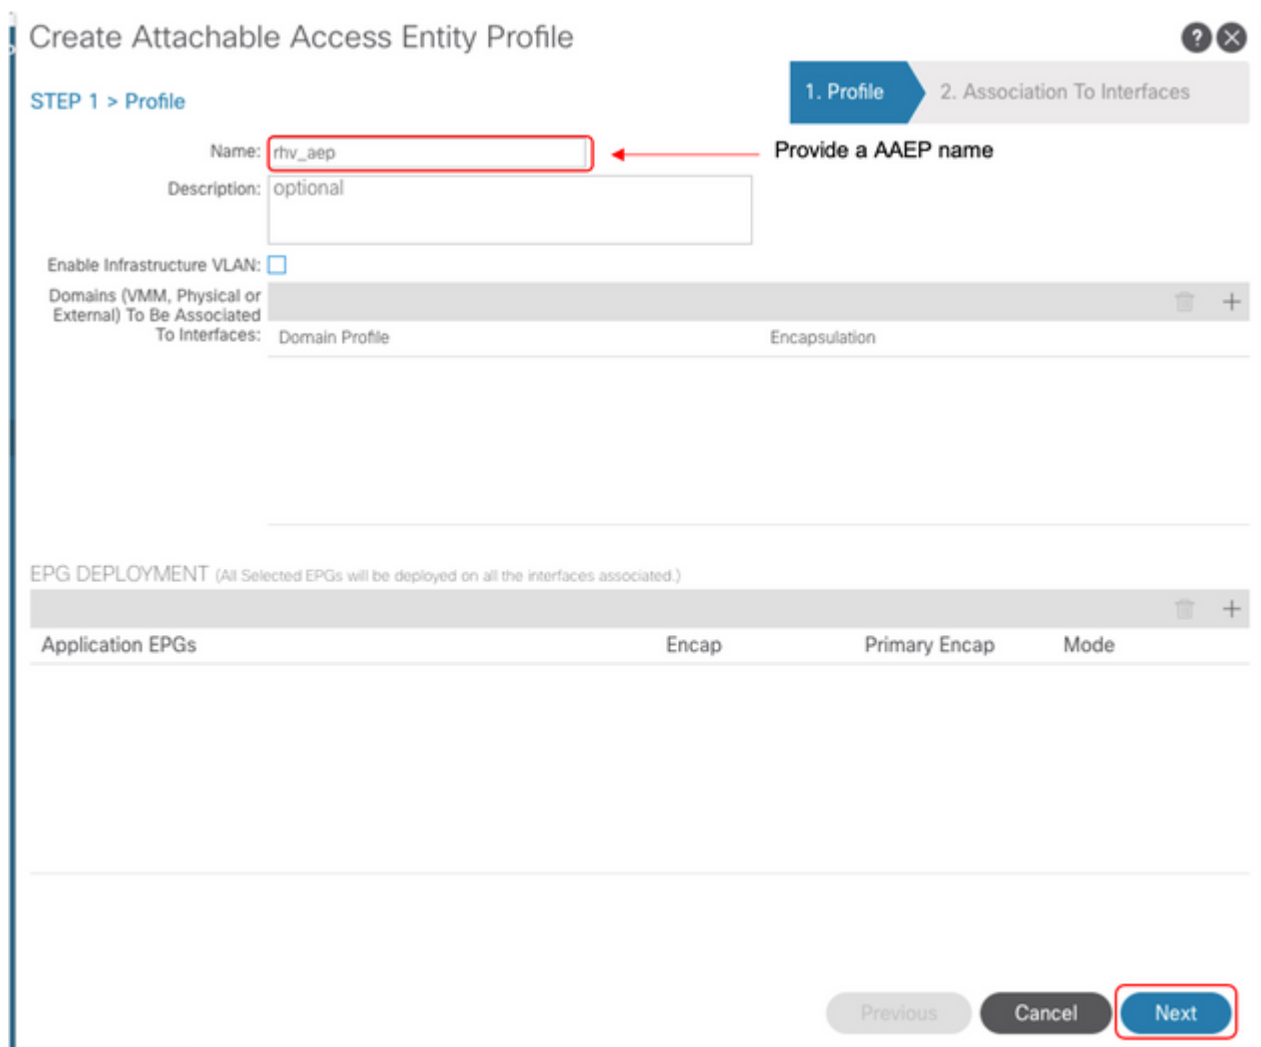 Create Attachable Access Entity Profile
STEP 1 > Profile
1. Profile
2. Association To Interfaces
Name: rhv_aep
Provide a AAEP name
Description: optional
Enable Infrastructure VLAN:
Domains (VMM, Physical or
External) To Be Associated
To Interfaces:
Domain Profile
Encapsulation
EPG DEPLOYMENT (All Selected EPGs will be deployed on all the interfaces associated.)
Application EPGs
Encap
Primary Encap
Mode
Previous
Cancel
Next